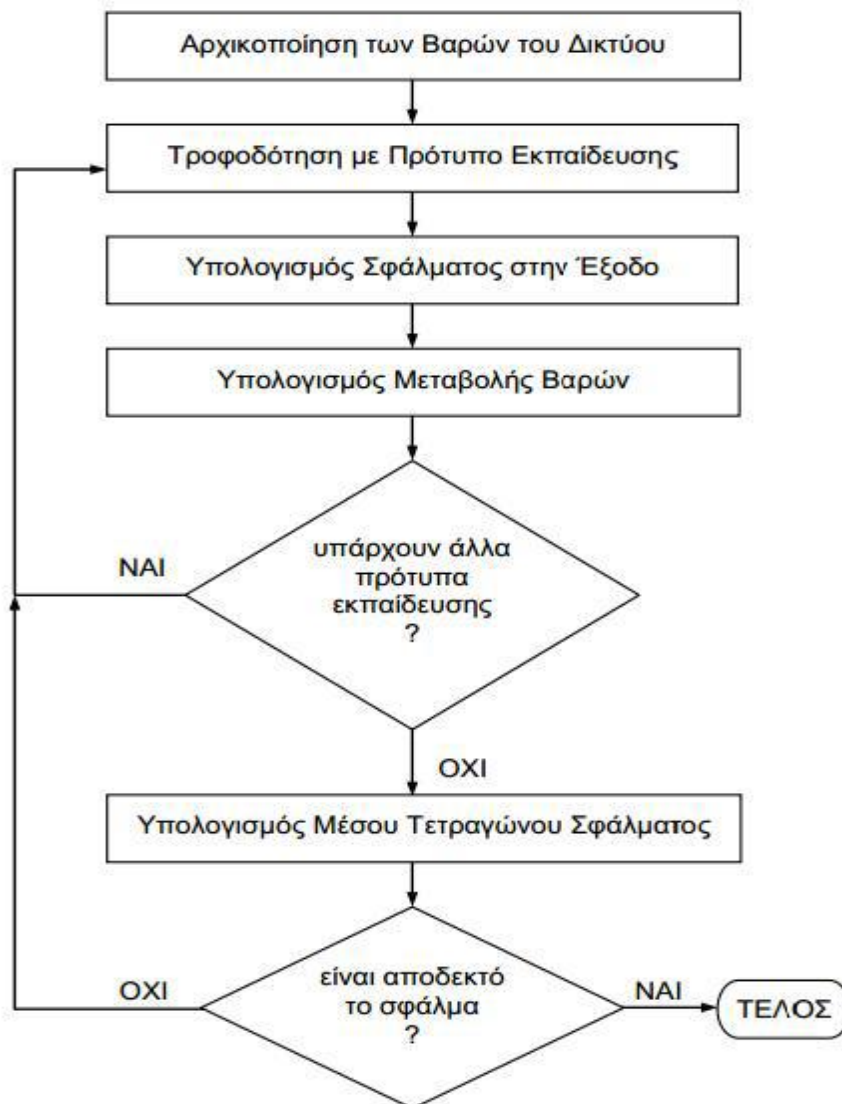 Αρχικοποίηση των Βαρών του Δικτύου
Τροφοδότηση με Πρότυπο Εκπαίδευσης
Υπολογισμός Σφάλματος στην Έξοδο
Υπολογισμός Μεταβολής Βαρών
υπάρχουν άλλα
πρότυπα
εκπαίδευσης
?
ΝΑΙ
ΟΧΙ
Υπολογισμός Μέσου Τετραγώνου Σφάλματος
είναι αποδεκτό
το σφάλμα
?
ΟΧΙ
ΝΑΙ
ΤΕΛΟΣ